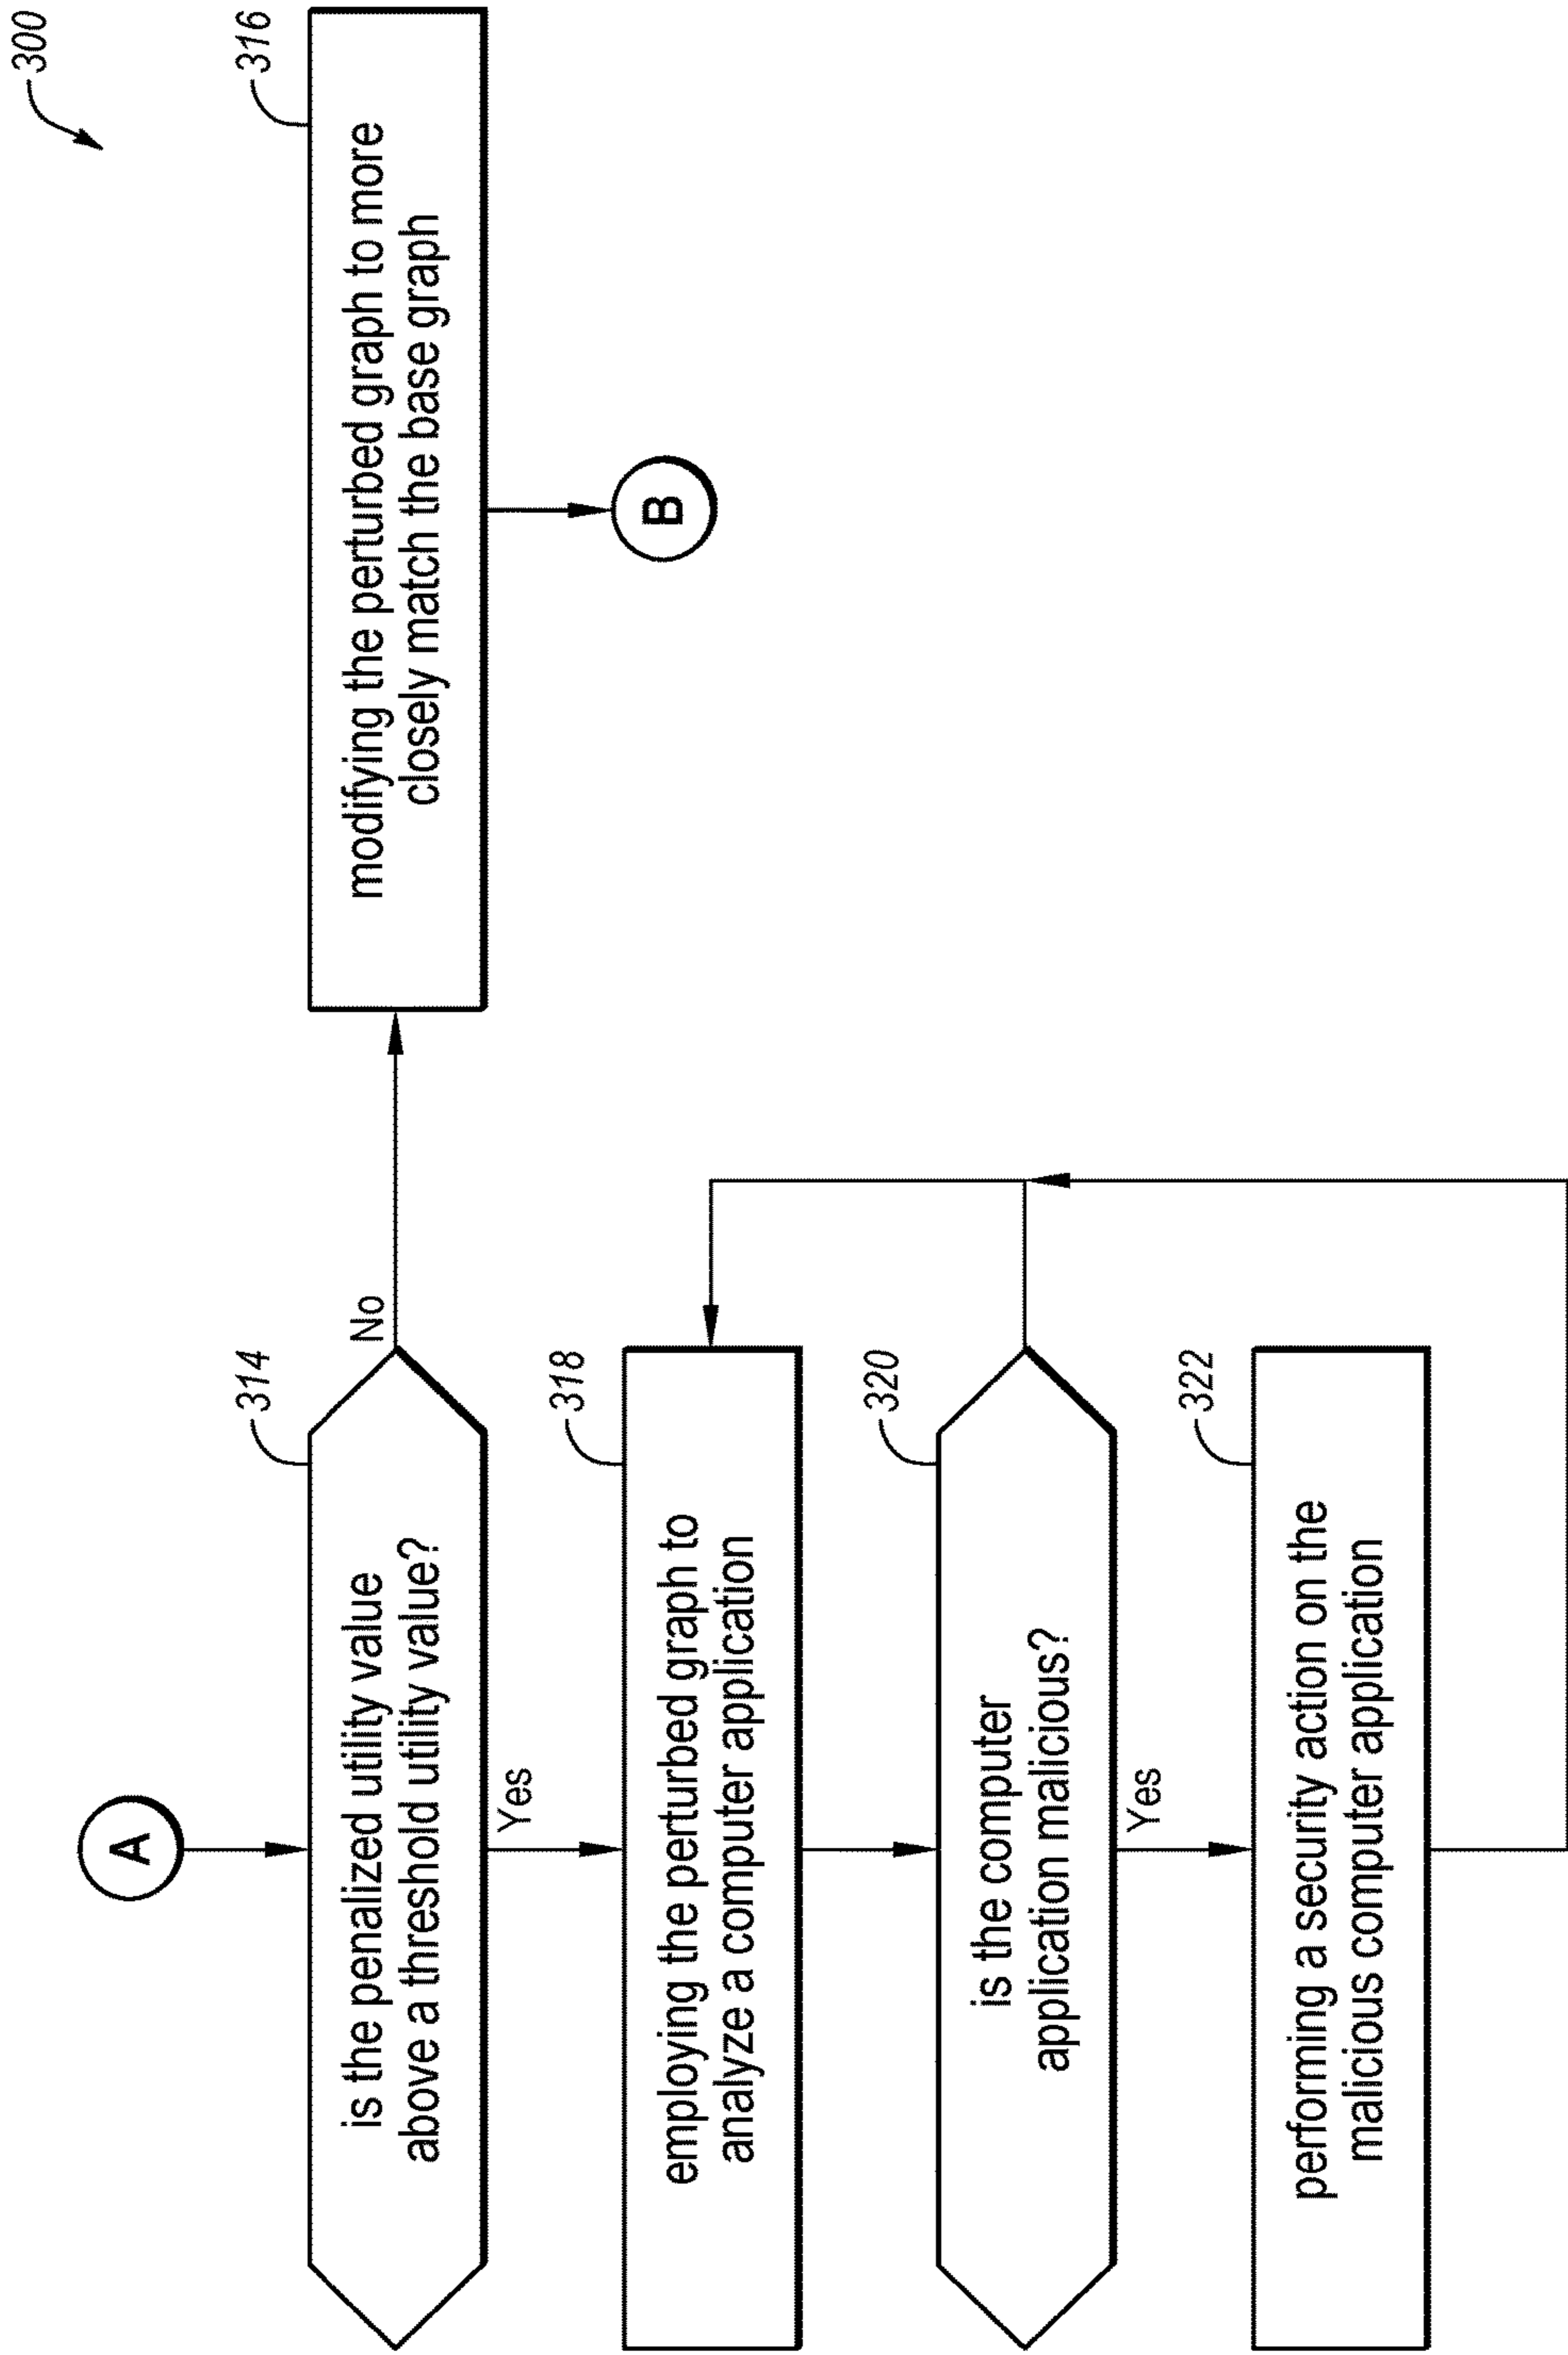 300
A
314
is the penalized utility value
above a threshold utility value?
No
316
modifying the perturbed graph to more
closely match the base graph
B
Yes
318
employing the perturbed graph to
analyze a computer application
320
is the computer
application malicious?
Yes
322
performing a security action on the
malicious computer application